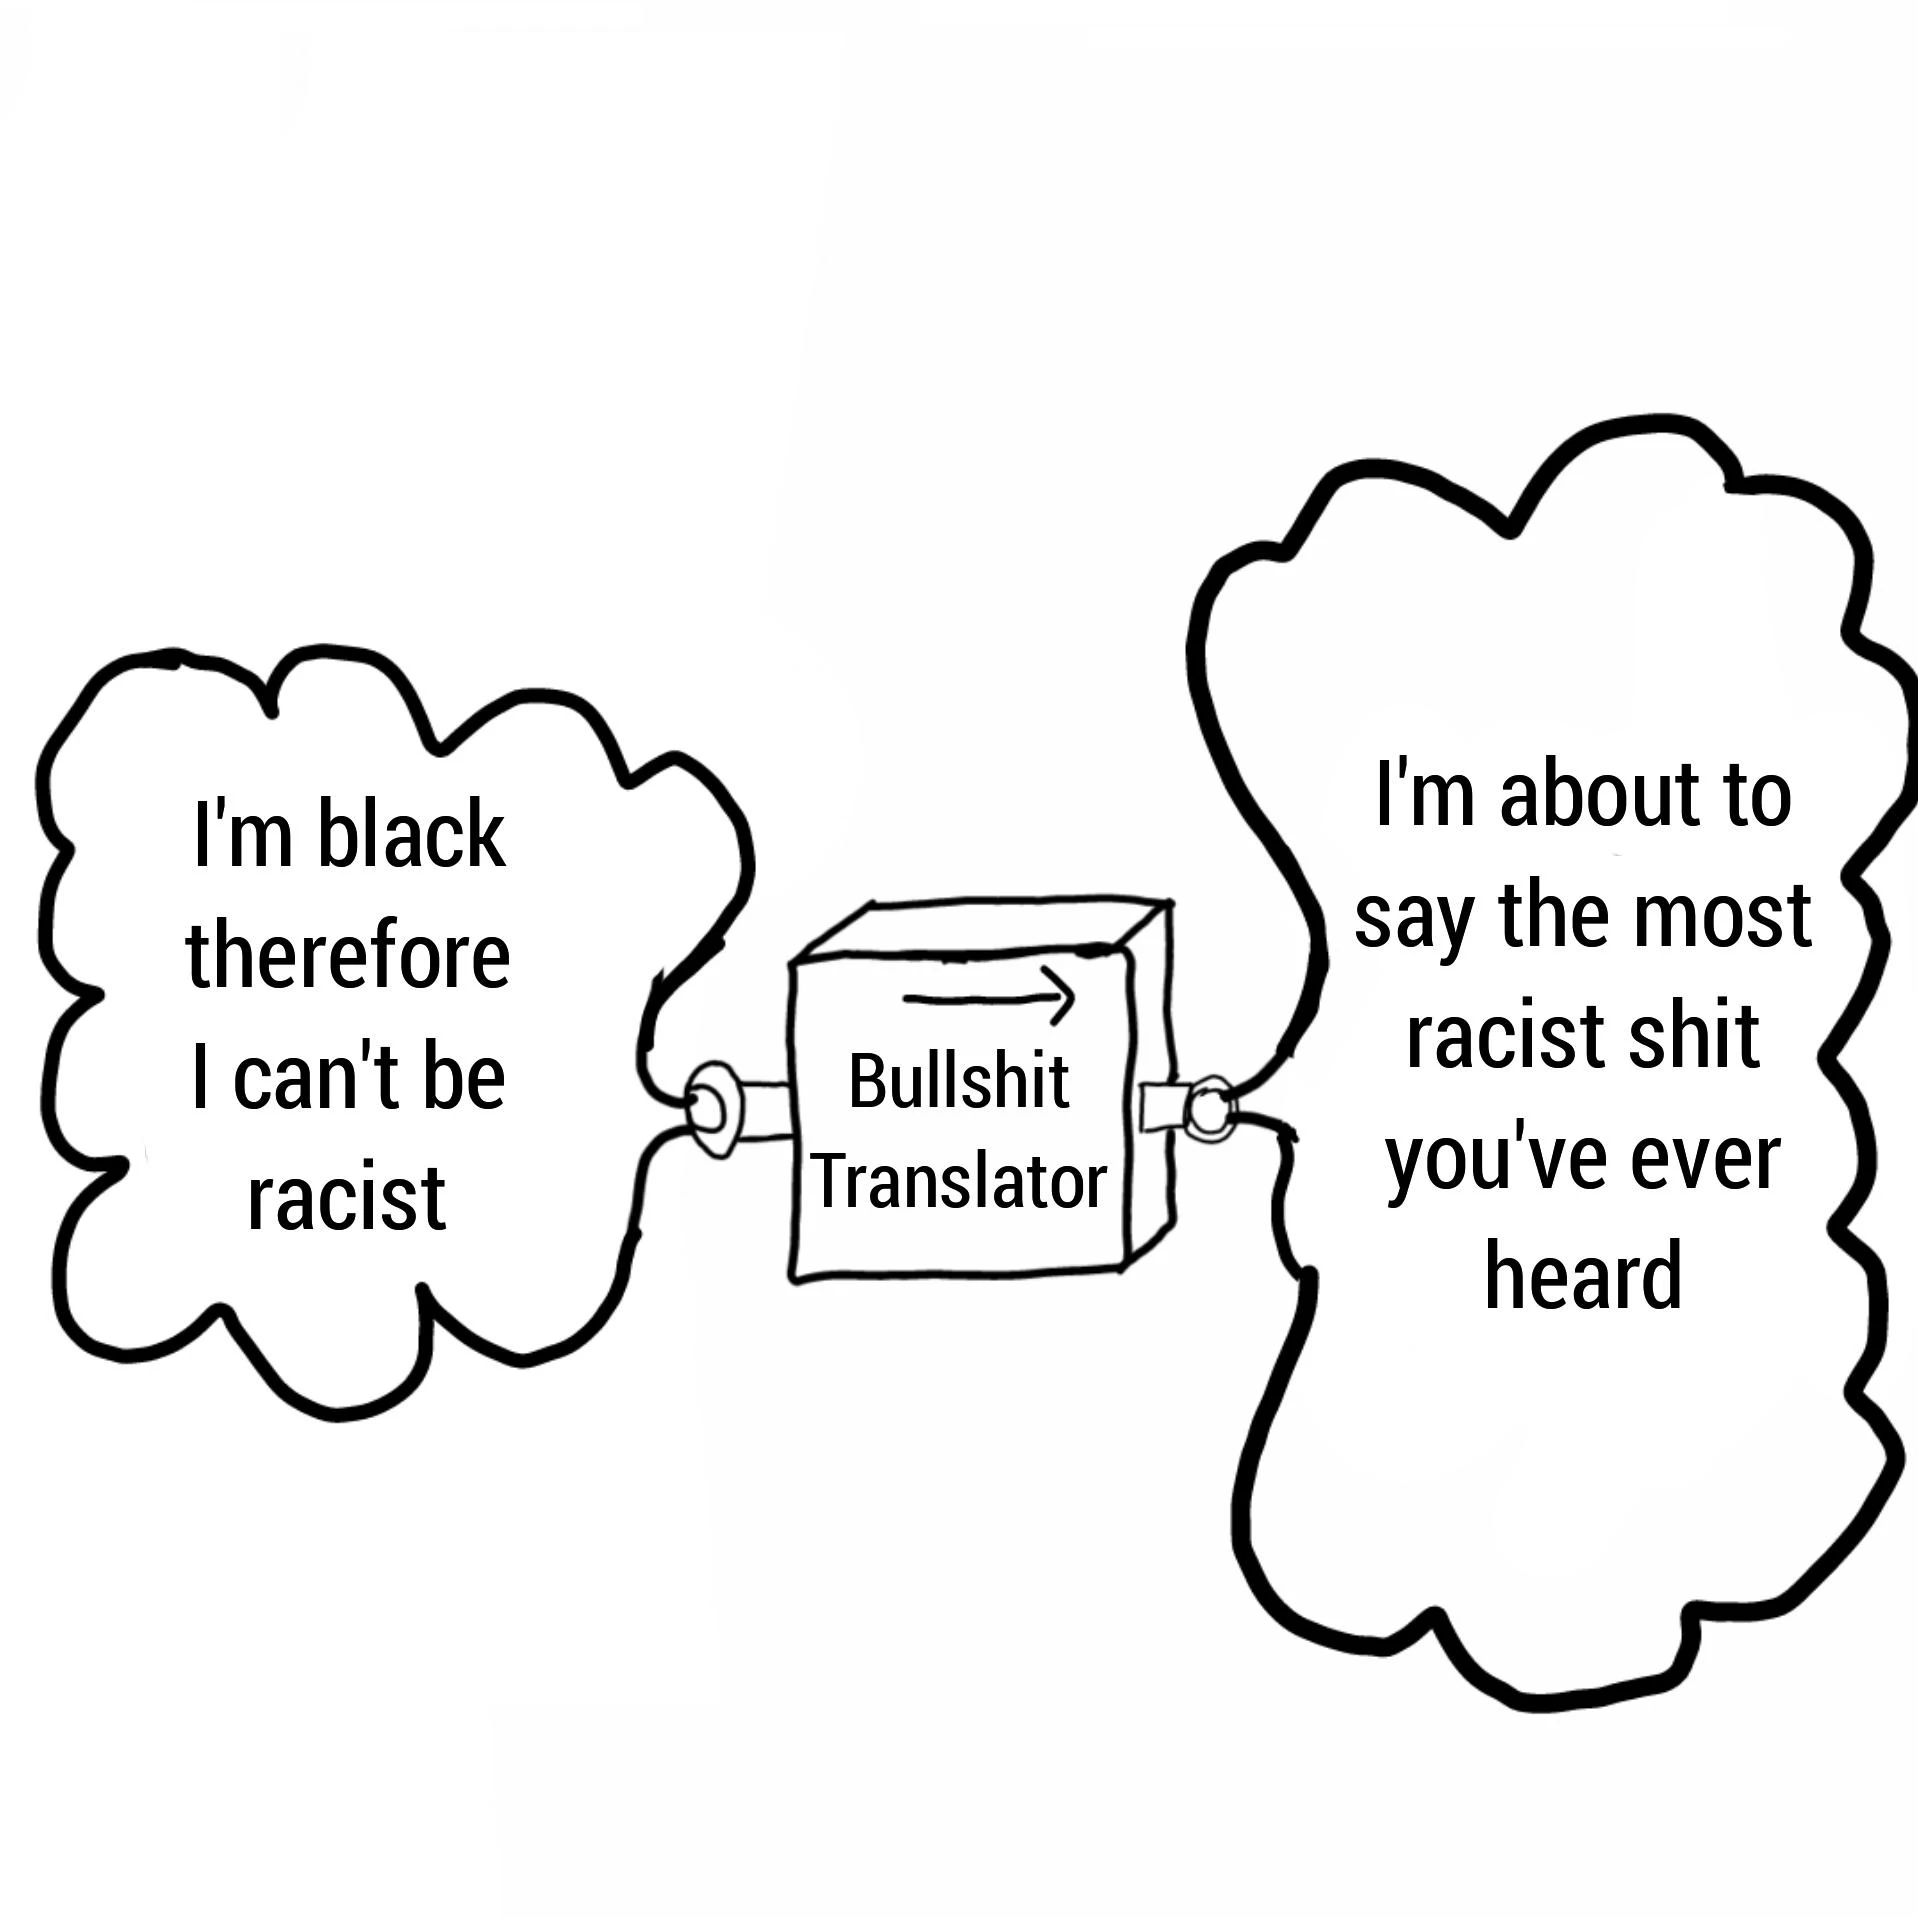 I'm black
therefore
I can't be
racist
Bullshit
Translator
I'm about to
say the most
racist shit
you've ever
heard